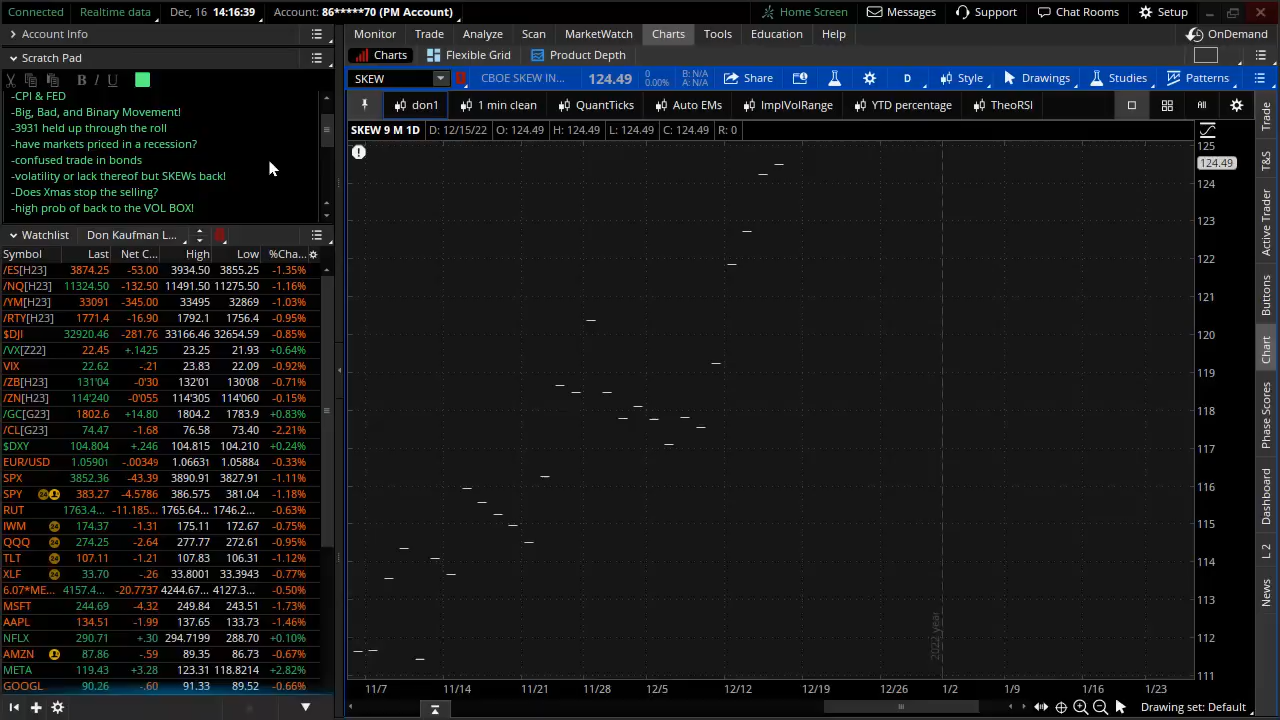 Connected Realtime data Dec, 16 14:16:39 Account: 86*****70 (PM Account) Home Screen Messages Support Chat Rooms Setup
Account Info
Monitor Trade Analyze Scan MarketWatch Charts Tools Education Help OnDemand
Scratch Pad
Charts Flexible Grid Product Depth
B I U
SKEW CBOE SKEW IN... 124.49 0 0.00% B: N/A A: N/A Share D Style Drawings Studies Patterns
-CPI & FED
-Big, Bad, and Binary Movement!
-3931 held up through the roll
-have markets priced in a recession?
-confused trade in bonds
-volatility or lack thereof but SKEWs back!
-Does Xmas stop the selling?
-high prob of back to the VOL BOX!
don1 1 min clean QuantTicks Auto EMs ImplVolRange YTD percentage TheoRSI All
SKEW 9 M 1D D: 12/15/22 O: 124.49 H: 124.49 L: 124.49 C: 124.49 R: 0
Watchlist Don Kaufman L...
Symbol Last Net C... High Low %Cha...
/ES[H23] 3874.25 -53.00 3934.50 3855.25 -1.35%
/NQ[H23] 11324.50 -132.50 11491.50 11275.50 -1.16%
/YM[H23] 33091 -345.00 33495 32869 -1.03%
/RTY[H23] 1771.4 -16.90 1792.1 1756.4 -0.95%
$DJI 32920.46 -281.76 33166.46 32654.59 -0.85%
/VX[Z22] 22.45 +.1425 23.25 21.93 +0.64%
VIX 22.62 -.21 23.83 22.09 -0.92%
/ZB[H23] 131'04 -0'30 132'01 130'08 -0.71%
/ZN[H23] 114'240 -0'055 114'305 114'060 -0.15%
/GC[G23] 1802.6 +14.80 1804.2 1783.9 +0.83%
/CL[G23] 74.47 -1.68 76.58 73.40 -2.21%
$DXY 104.804 +.246 104.815 104.210 +0.24%
EUR/USD 1.05901 -.00349 1.06631 1.05884 -0.33%
SPX 3852.36 -43.39 3890.91 3827.91 -1.11%
SPY 383.27 -4.5786 386.575 381.04 -1.18%
RUT 1763.4... -11.185... 1765.64... 1746.2... -0.63%
IWM 174.37 -1.31 175.11 172.67 -0.75%
QQQ 274.25 -2.64 277.77 272.61 -0.95%
TLT 107.11 -1.21 107.83 106.31 -1.12%
XLF 33.70 -.26 33.8001 33.3943 -0.77%
6.07*ME... 4157.4... -20.7737 4244.67... 4127.3... -0.50%
MSFT 244.69 -4.32 249.84 243.51 -1.73%
AAPL 134.51 -1.99 137.65 133.73 -1.46%
NFLX 290.71 +.30 294.7199 288.70 +0.10%
AMZN 87.86 -.59 89.35 86.73 -0.67%
META 119.43 +3.28 123.31 118.8214 +2.82%
GOOGL 90.26 -.60 91.33 89.52 -0.66%
125
124.49
124
123
122
121
120
119
118
117
116
115
114
113
112
111
2022 year
11/7 11/14 11/21 11/28 12/5 12/12 12/19 12/26 1/2 1/9 1/16 1/23
Drawing set: Default
Trade
T&S
Active Trader
Buttons
Chart
Phase Scores
Dashboard
L 2
News